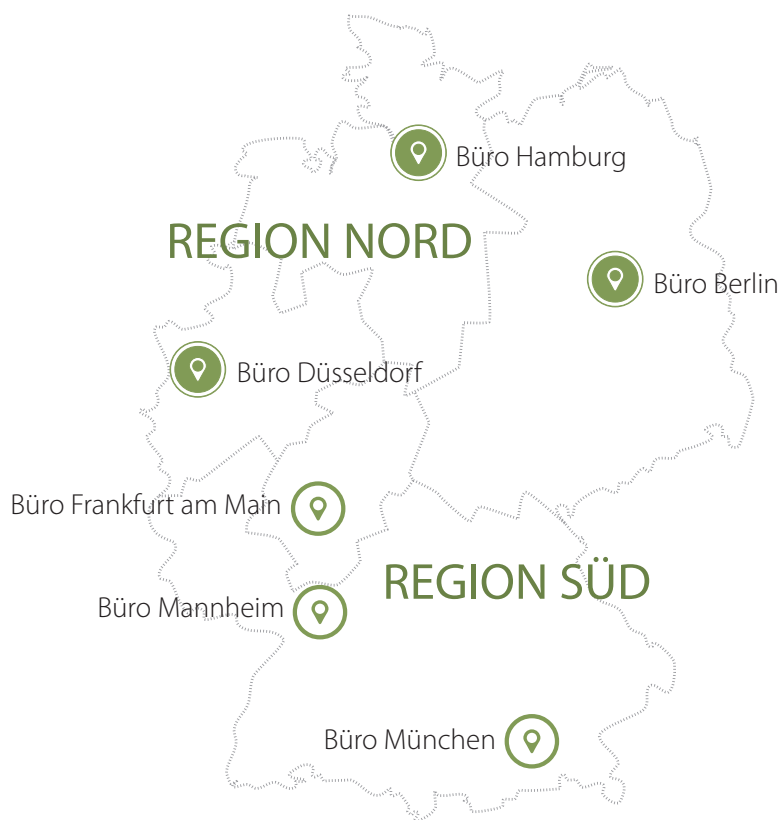 Büro Hamburg
REGION NORD
Büro Berlin
Büro Düsseldorf
Büro Frankfurt am Main
REGION SÜD
Büro Mannheim
Büro München